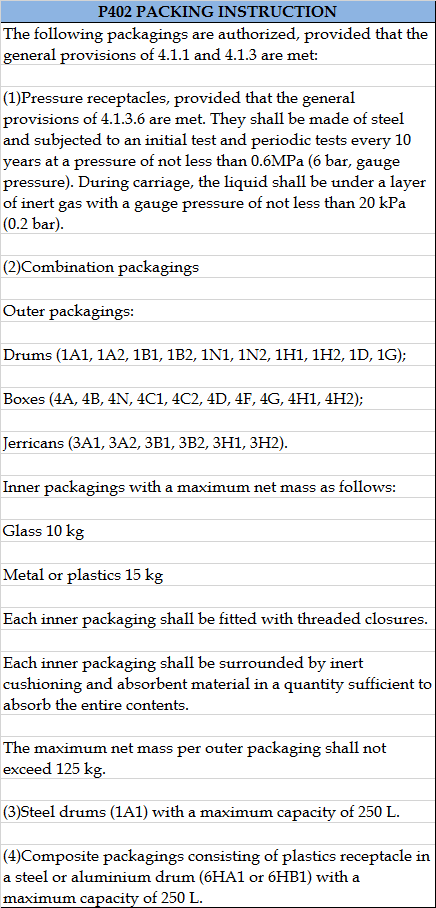 P402 PACKING INSTRUCTION
The following packagings are authorized, provided that the
general provisions of 4.1.1 and 4.1.3 are met:
(1)Pressure receptacles, provided that the general
provisions of 4.1.3.6 are met. They shall be made of steel
and subjected to an initial test and periodic tests every 10
years at a pressure of not less than 0.6MPa (6 bar, gauge
pressure). During carriage, the liquid shall be under a layer
of inert gas with a gauge pressure of not less than 20 kPa
(0.2 bar).
(2)Combination packagings
Outer packagings:
Drums (1A1, 1A2, 1B1, 1B2, 1N1, 1N2, 1H1, 1H2, 1D, 1G);
Boxes (4A, 4B, 4N, 4C1, 4C2, 4D, 4F, 4G, 4H1, 4H2);
Jerricans (3A1, 3A2, 3B1, 3B2, 3H1, 3H2).
Inner packagings with a maximum net mass as follows:
Glass 10 kg
Metal or plastics 15 kg
Each inner packaging shall be fitted with threaded closures.
Each inner packaging shall be surrounded by inert
cushioning and absorbent material in a quantity sufficient to
absorb the entire contents.
The maximum net mass per outer packaging shall not
exceed 125 kg.
(3)Steel drums (1A1) with a maximum capacity of 250 L.
(4)Composite packagings consisting of plastics receptacle in
a steel or aluminium drum (6HA1 or 6HB1) with a
maximum capacity of 250 L.